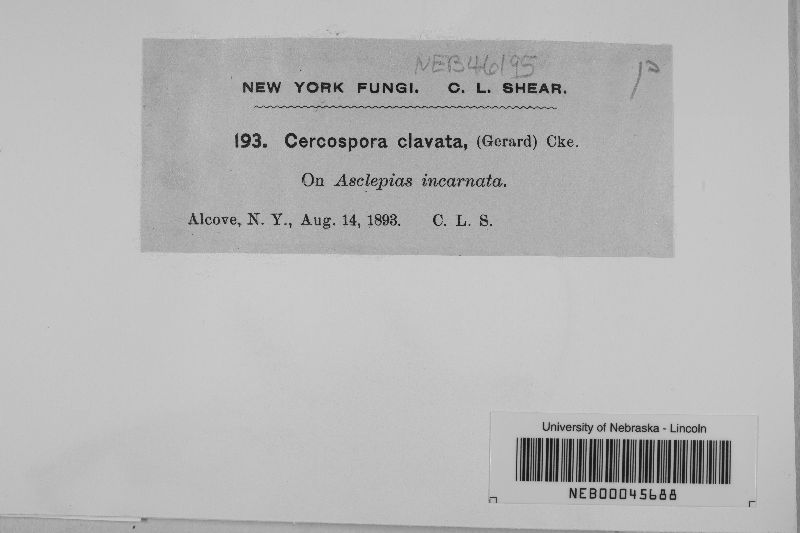 NEB46195
NEW YORK FUNGI. C. L. SHEAR.
193. Cercospora clavata, (Gerard) Cke.
On Asclepias incarnata.
Alcove, N. Y., Aug. 14, 1893. C. L. S.
University of Nebraska - Lincoln
NEB00045688